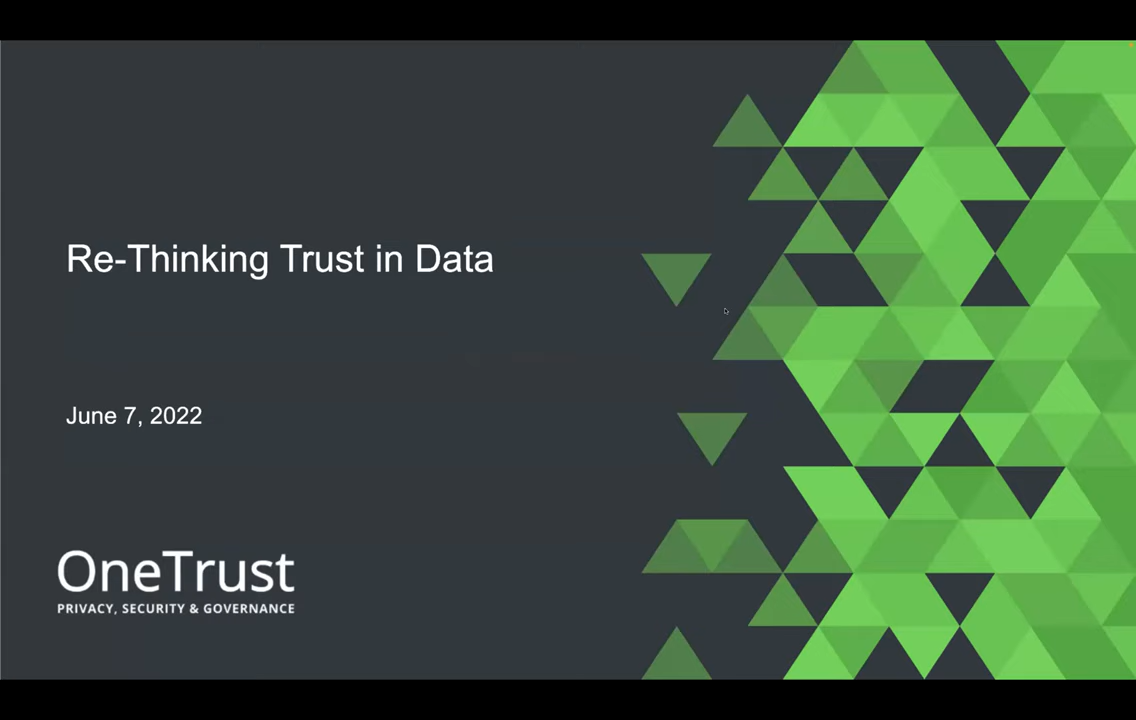 Re-Thinking Trust in Data
June 7, 2022
OneTrust
PRIVACY, SECURITY & GOVERNANCE